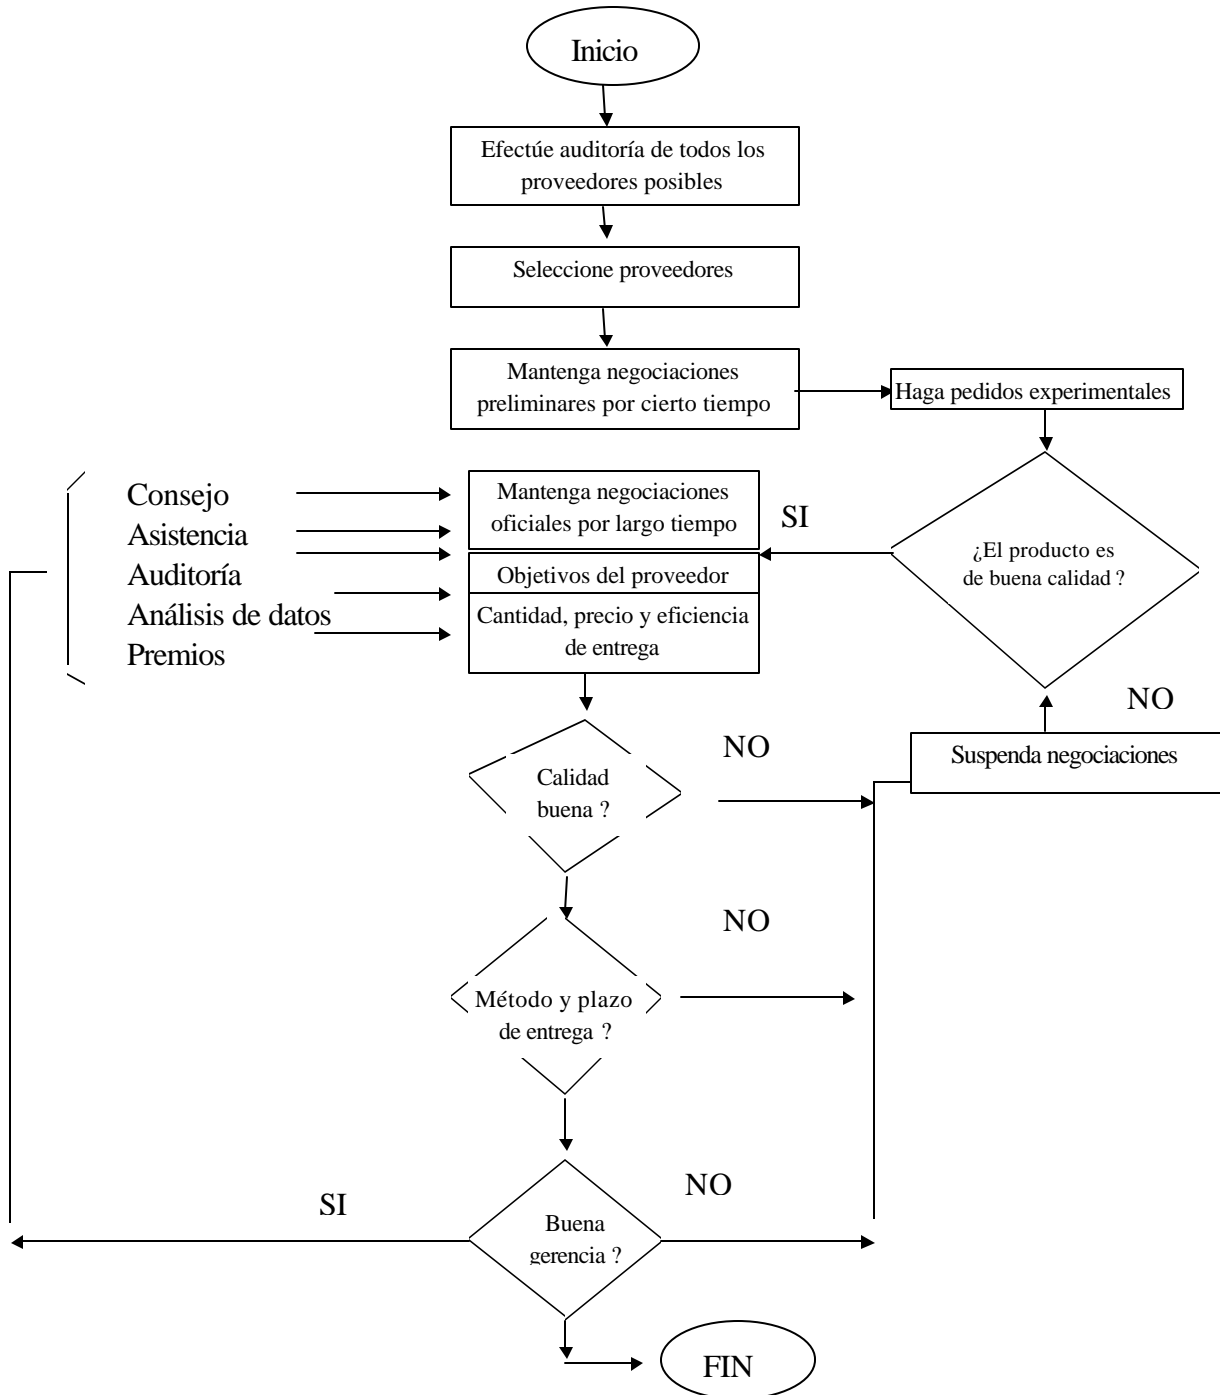 Inicio
Efectúe auditoría de todos los
proveedores posibles
Seleccione proveedores
Mantenga negociaciones
preliminares por cierto tiempo
Haga pedidos experimentales
Consejo
Asistencia
Auditoría
Análisis de datos
Premios
Mantenga negociaciones
oficiales por largo tiempo
SI
¿El producto es
de buena calidad ?
Objetivos del proveedor
Cantidad, precio y eficiencia
de entrega
NO
Suspenda negociaciones
NO
Calidad
buena ?
NO
Método y plazo
de entrega ?
SI
NO
Buena
gerencia ?
FIN